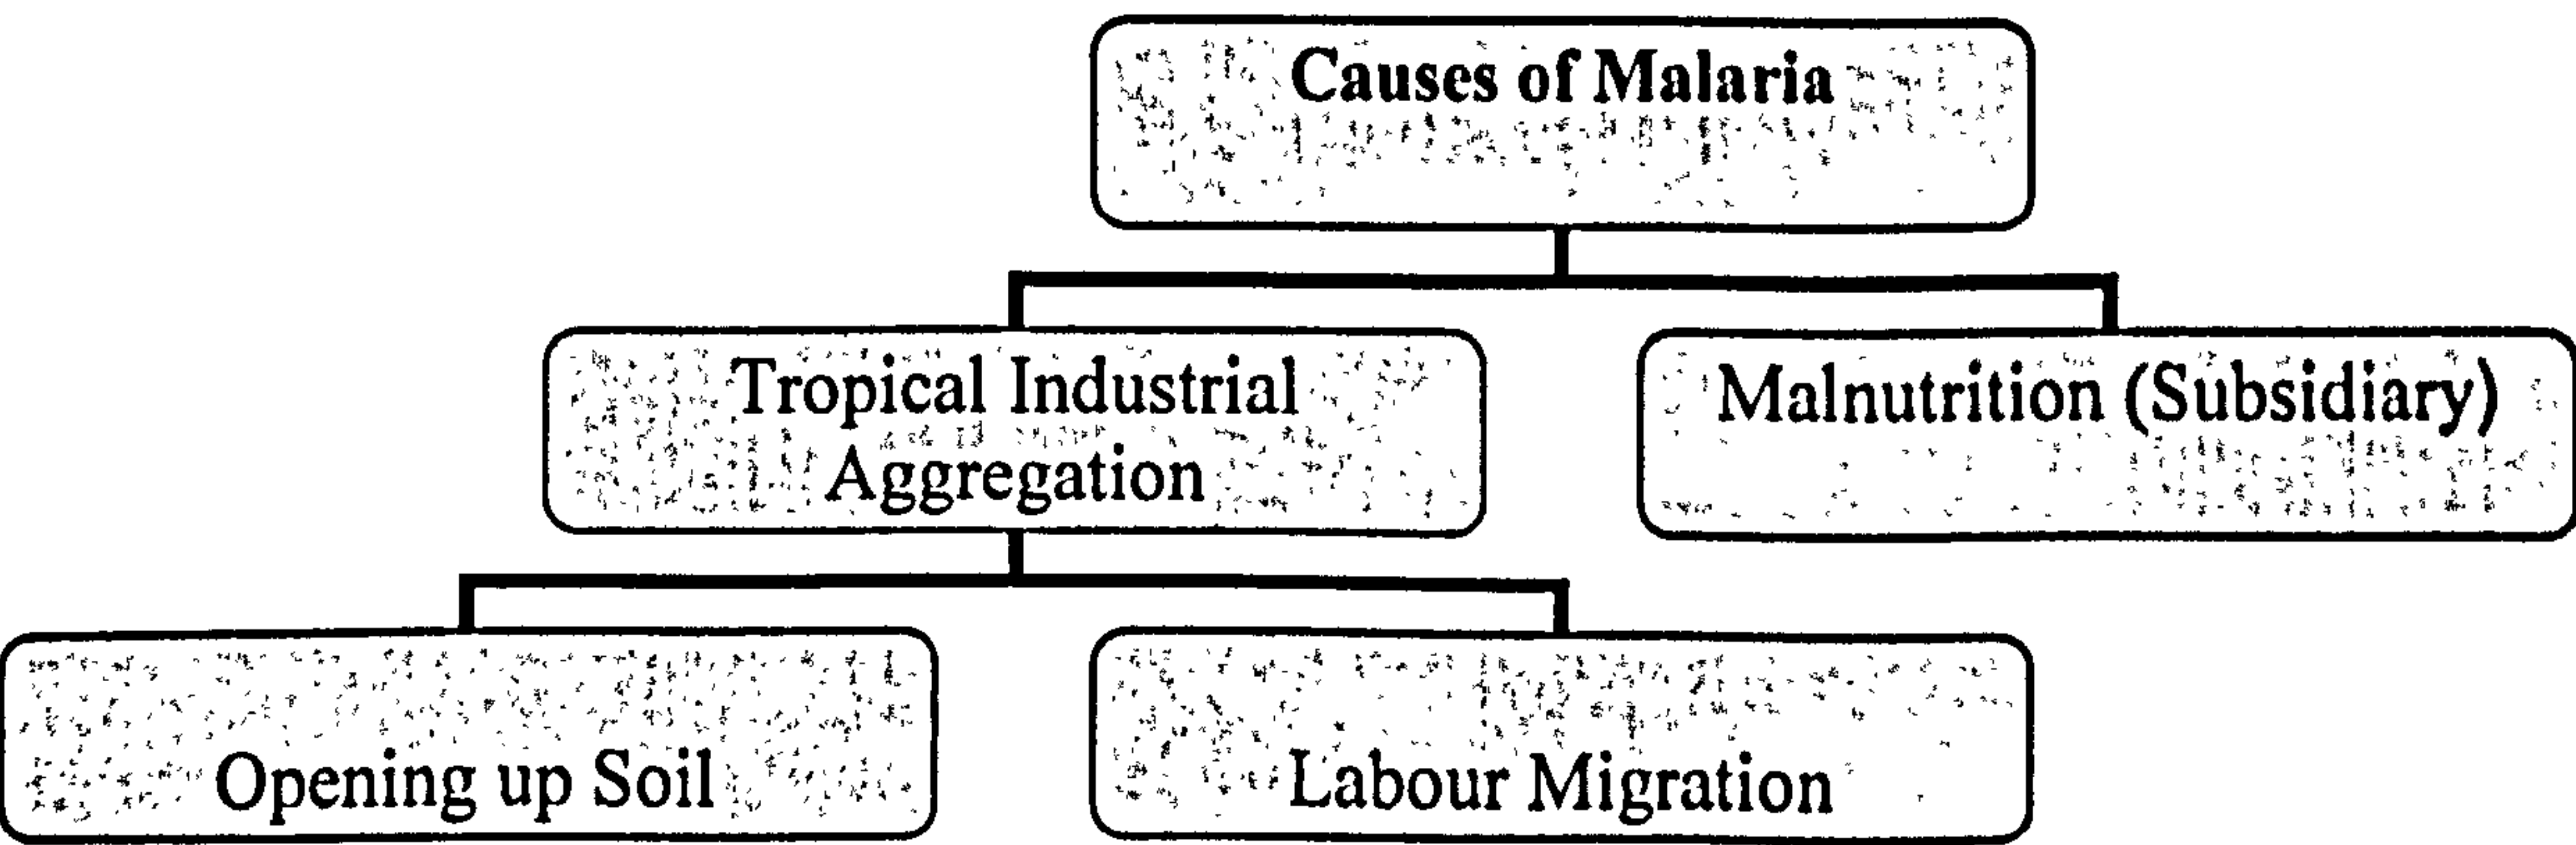 Causes of Malaria
Tropical Industrial
Aggregation
Malnutrition (Subsidiary)
Opening up Soil
Labour Migration